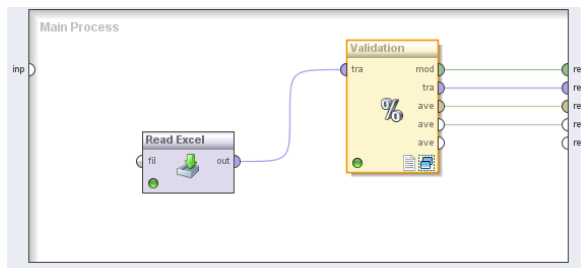 Main Process
Validation
inp
tra
mod
re
tra
re
ave
re
ave
re
ave
re
Read Excel
fil
out